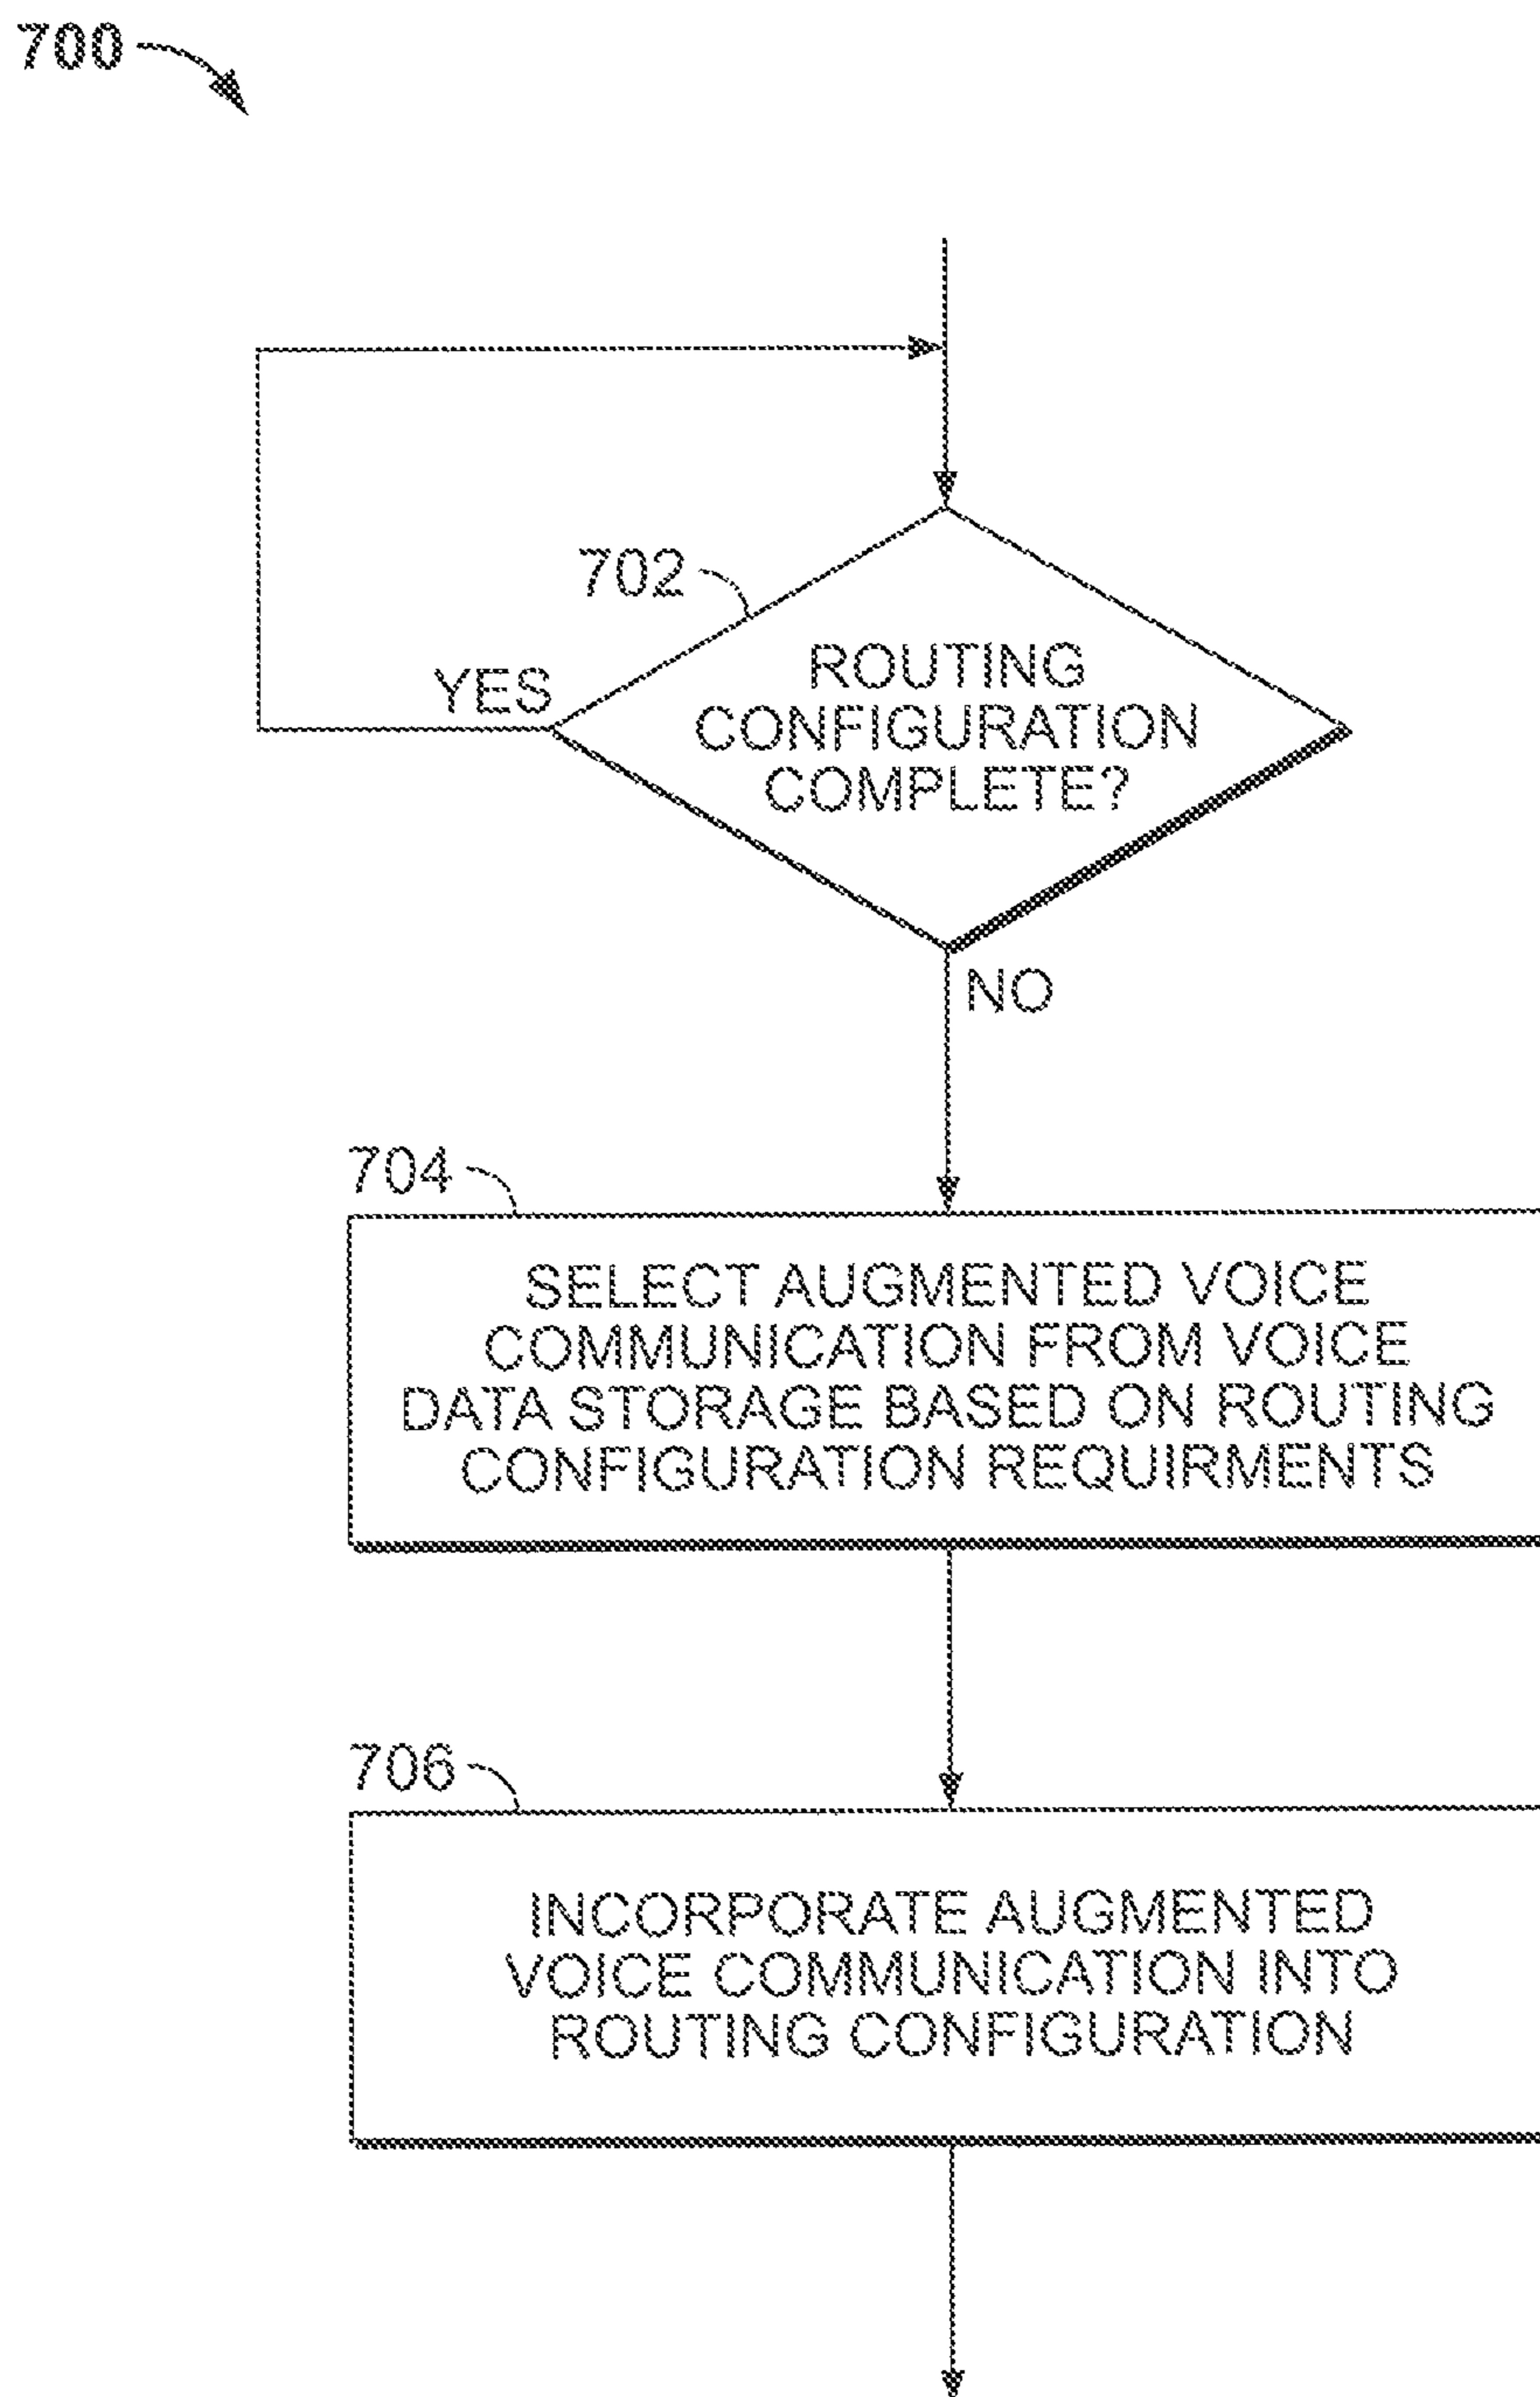 700
702
ROUTING
CONFIGURATION
COMPLETE?
YES
NO
704
SELECT AUGMENTED VOICE
COMMUNICATION FROM VOICE
DATA STORAGE BASED ON ROUTING
CONFIGURATION REQUIRMENTS
706
INCORPORATE AUGMENTED
VOICE COMMUNICATION INTO
ROUTING CONFIGURATION